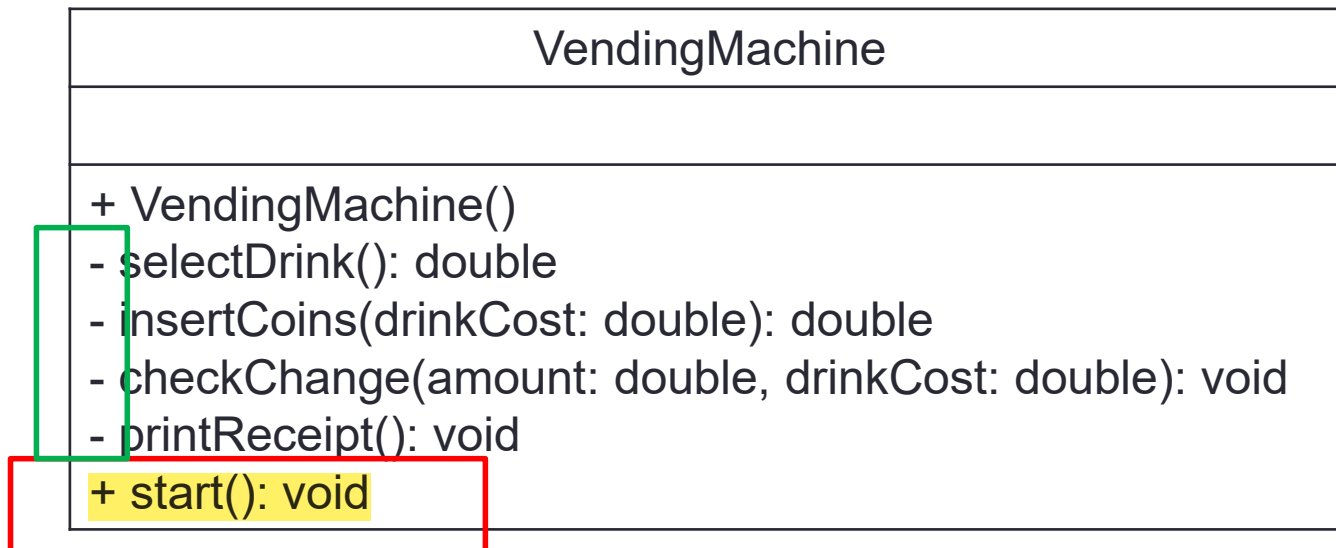 VendingMachine
+ VendingMachine()
- selectDrink(): double
- insertCoins(drinkCost: double): double
- checkChange(amount: double, drinkCost: double): void
- printReceipt(): void
+ start(): void